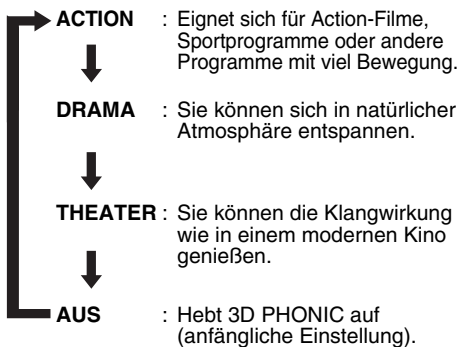 ACTION : Eignet sich für Action-Filme,
Sportprogramme oder andere
Programme mit viel Bewegung.
DRAMA : Sie können sich in natürlicher
Atmosphäre entspannen.
THEATER : Sie können die Klangwirkung
wie in einem modernen Kino
genießen.
AUS : Hebt 3D PHONIC auf
(anfängliche Einstellung).